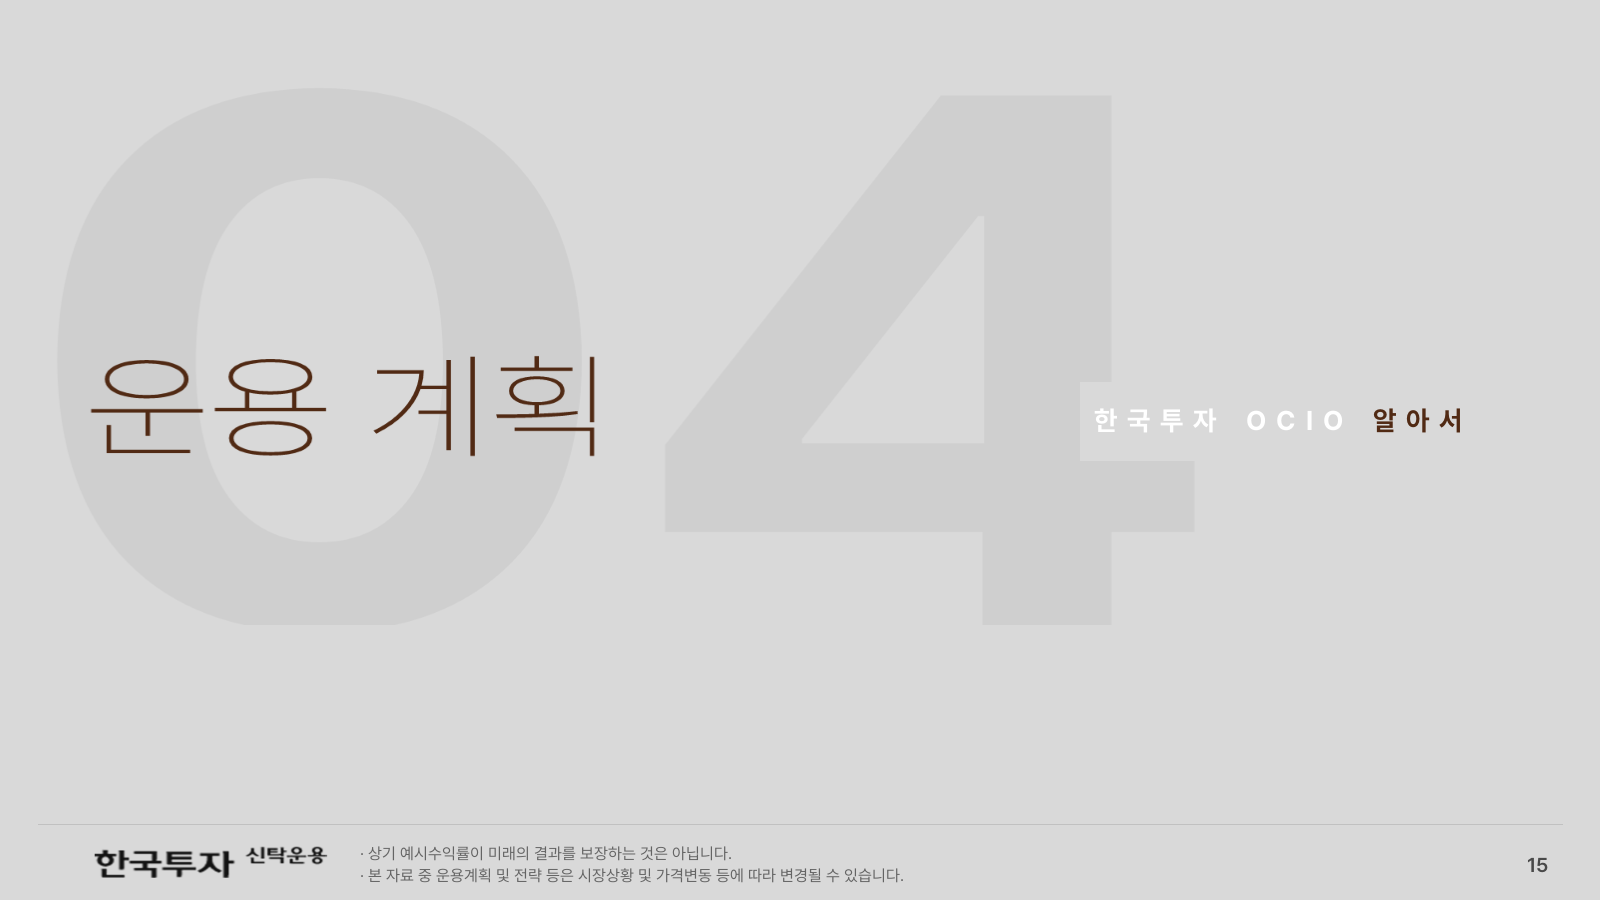 04
운용 계획
한국투자 OCIO 알아서
한국투자 신탁운용
· 상기 예시수익률이 미래의 결과를 보장하는 것은 아닙니다.
· 본 자료 중 운용계획 및 전략 등은 시장상황 및 가격변동 등에 따라 변경될 수 있습니다.
15